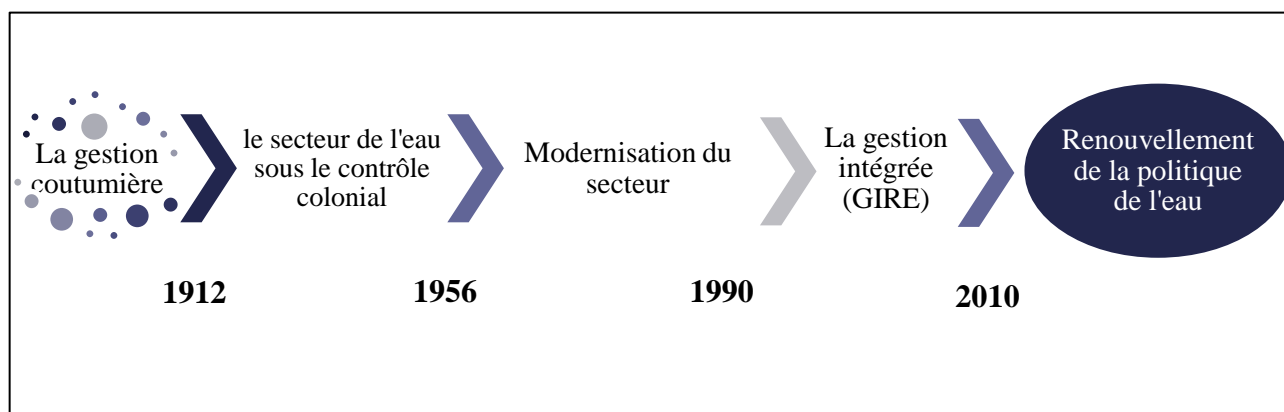 La gestion
coutumière
le secteur de l'eau
sous le contrôle
colonial
Modernisation du
secteur
La gestion
intégrée
(GIRE)
Renouvellement
de la politique
de l'eau
1912
1956
1990
2010